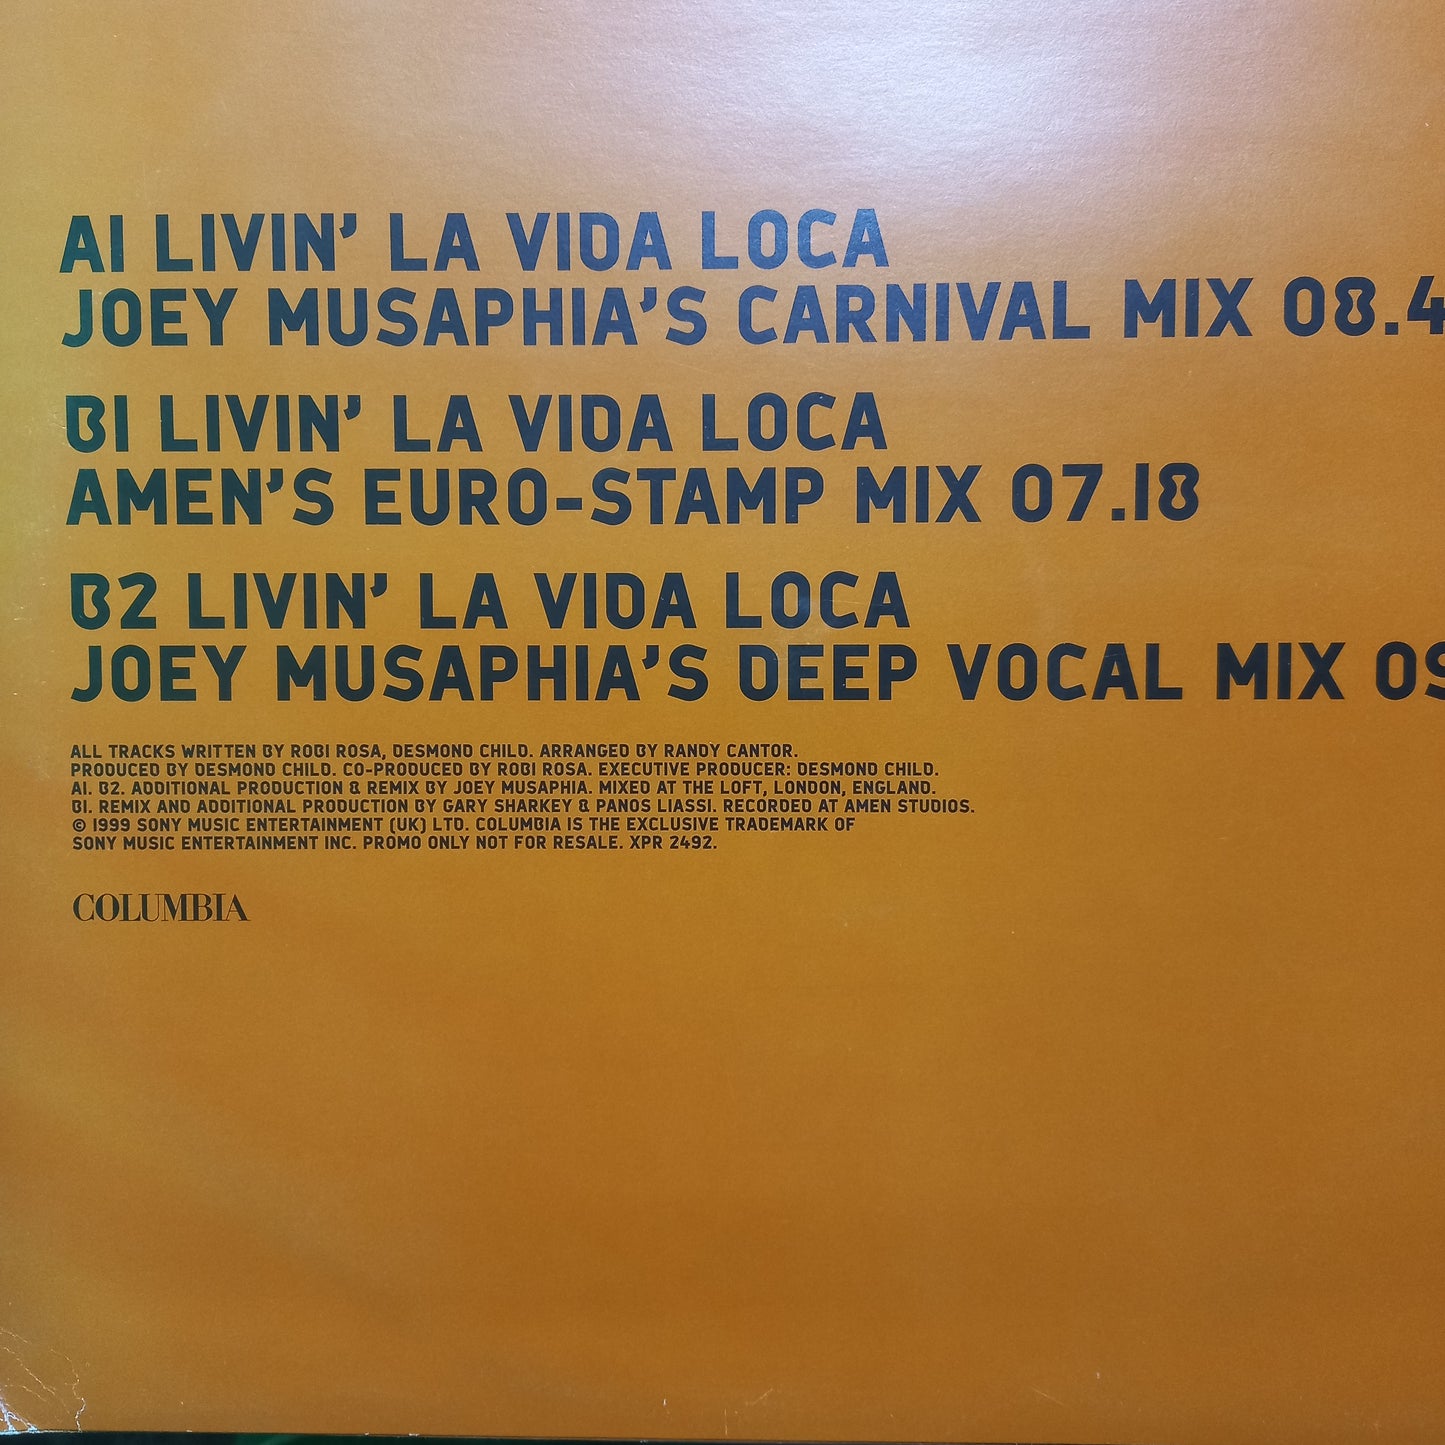 A1 LIVIN' LA VIDA LOCA
JOEY MUSAPHIA'S CARNIVAL MIX 08.4
B1 LIVIN' LA VIDA LOCA
AMEN'S EURO-STAMP MIX 07.18
B2 LIVIN' LA VIDA LOCA
JOEY MUSAPHIA'S DEEP VOCAL MIX 09
ALL TRACKS WRITTEN BY ROBI ROSA, DESMOND CHILD. ARRANGED BY RANDY CANTOR.
PRODUCED BY DESMOND CHILD. CO-PRODUCED BY ROBI ROSA. EXECUTIVE PRODUCER: DESMOND CHILD.
A1. B2. ADDITIONAL PRODUCTION & REMIX BY JOEY MUSAPHIA. MIXED AT THE LOFT, LONDON, ENGLAND.
B1. REMIX AND ADDITIONAL PRODUCTION BY GARY SHARKEY & PANOS LIASSI. RECORDED AT AMEN STUDIOS.
© 1999 SONY MUSIC ENTERTAINMENT (UK) LTD. COLUMBIA IS THE EXCLUSIVE TRADEMARK OF
SONY MUSIC ENTERTAINMENT INC. PROMO ONLY NOT FOR RESALE. XPR 2492.
COLUMBIA